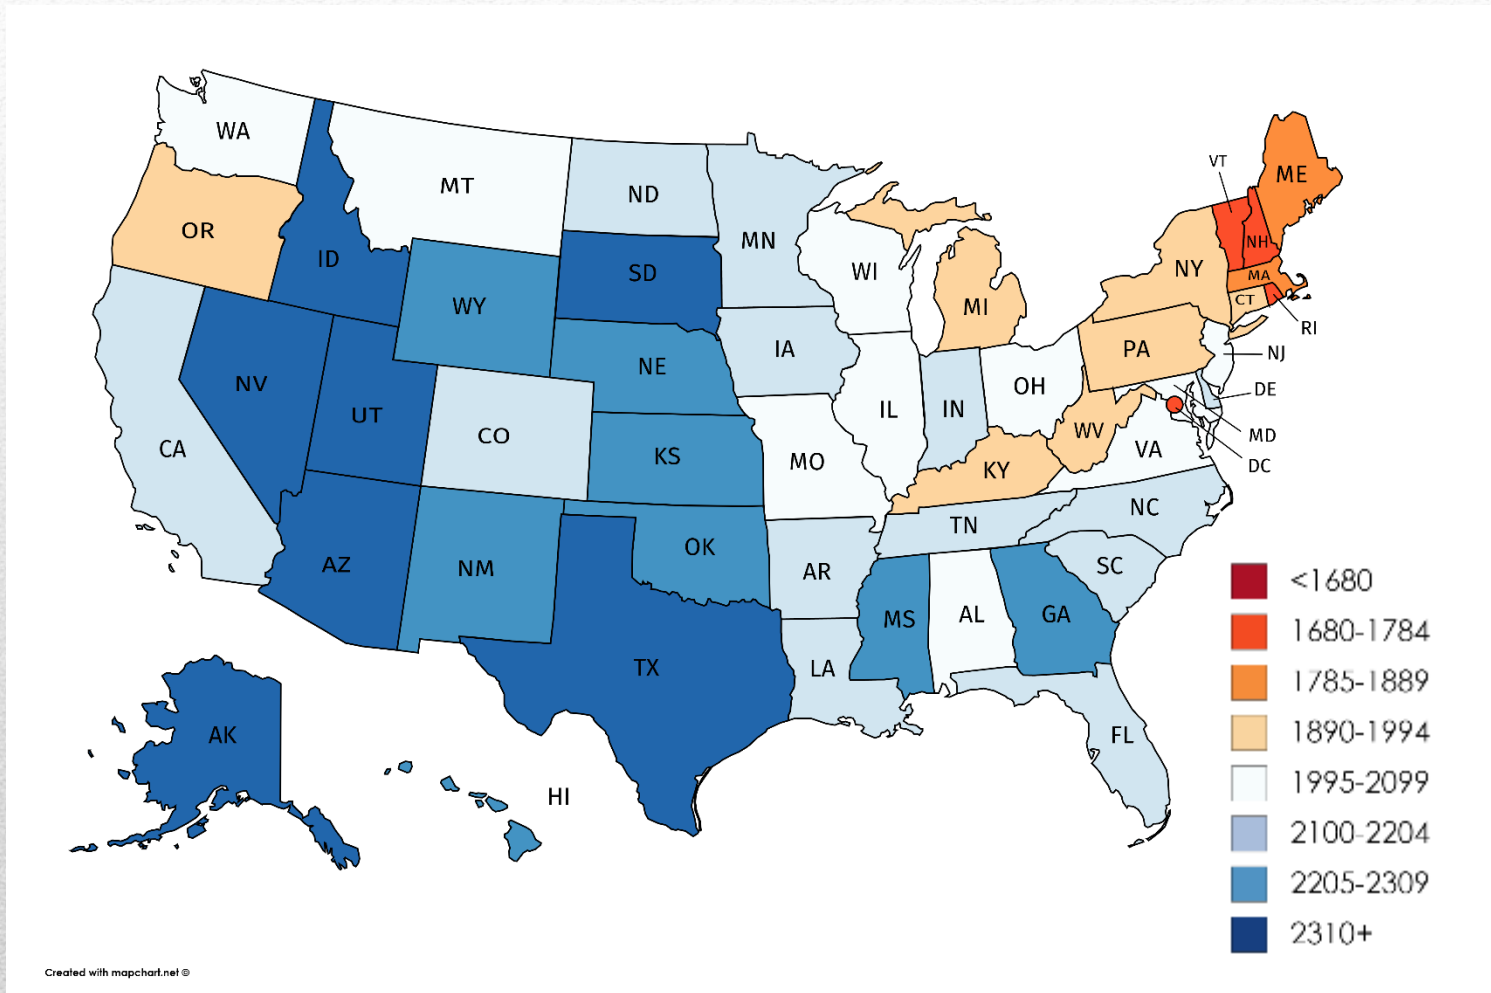 WA
MT
ND
MN
OR
ID
SD
WI
VT
ME
NH
NY
MA
CT
RI
WY
MI
PA
NJ
IA
NE
NV
UT
CO
IL
IN
OH
DE
WV
MD
DC
VA
CA
KS
MO
KY
TN
NC
AZ
NM
OK
AR
SC
MS
AL
GA
TX
LA
FL
AK
HI
<1680
1680-1784
1785-1889
1890-1994
1995-2099
2100-2204
2205-2309
2310+
Created with mapchart.net ©